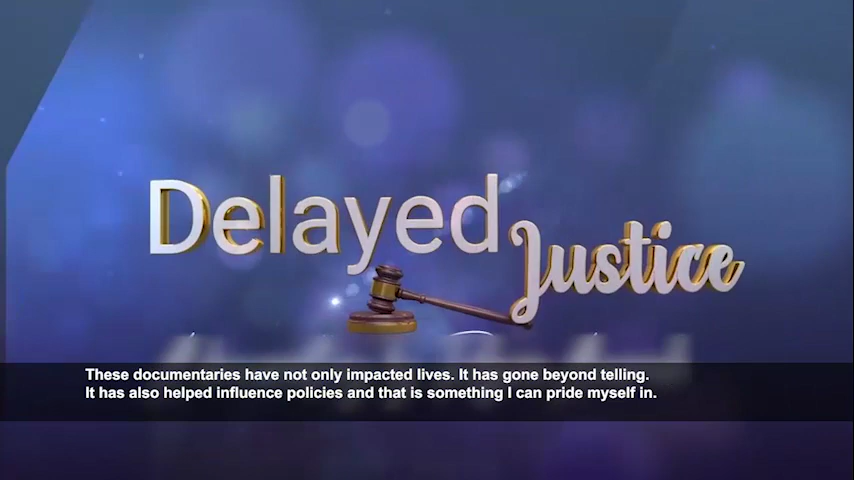 Delayed
Justice
These documentaries have not only impacted lives. It has gone beyond telling.
It has also helped influence policies and that is something I can pride myself in.